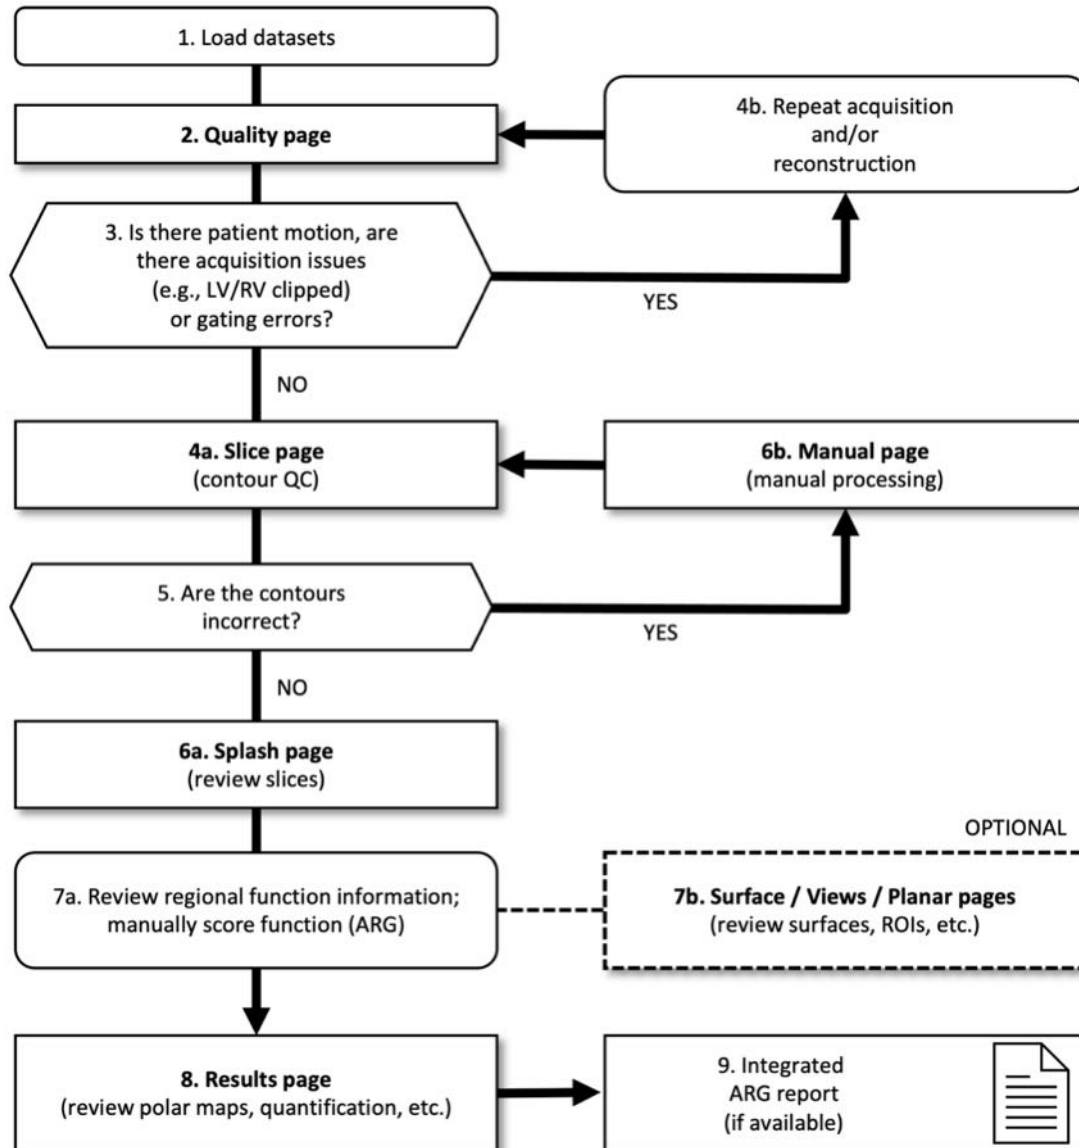 1. Load datasets
2. Quality page
4b. Repeat acquisition
and/or
reconstruction
3. Is there patient motion, are
there acquisition issues
(e.g., LV/RV clipped)
or gating errors?
YES
NO
4a. Slice page
(contour QC)
6b. Manual page
(manual processing)
5. Are the contours
incorrect?
YES
NO
6a. Splash page
(review slices)
OPTIONAL
7a. Review regional function information;
manually score function (ARG)
7b. Surface / Views / Planar pages
(review surfaces, ROIs, etc.)
8. Results page
(review polar maps, quantification, etc.)
9. Integrated
ARG report
(if available)